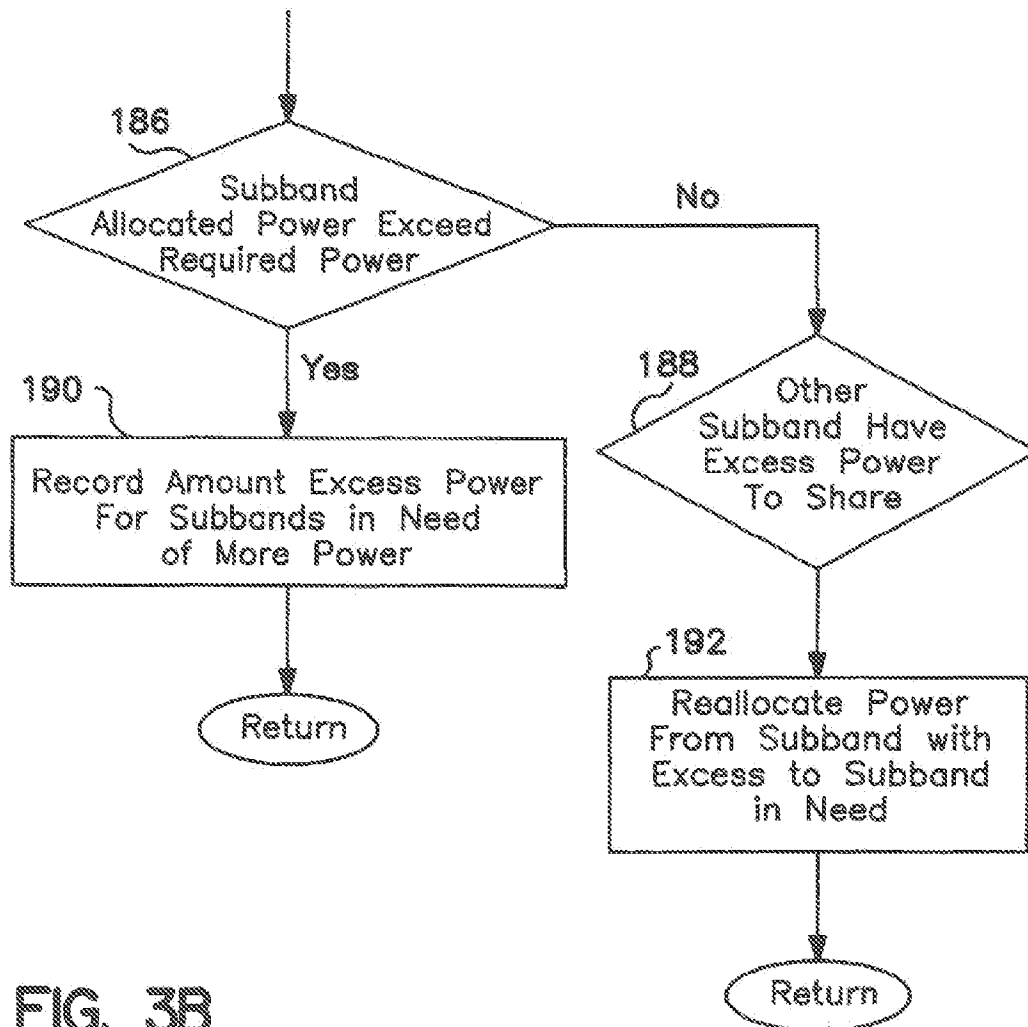 186
Subband
Allocated Power Exceed
Required Power
No
Yes
190
Record Amount Excess Power
For Subbands in Need
of More Power
Return
188
Other
Subband Have
Excess Power
To Share
192
Reallocate Power
From Subband with
Excess to Subband
in Need
Return
FIG. 3B